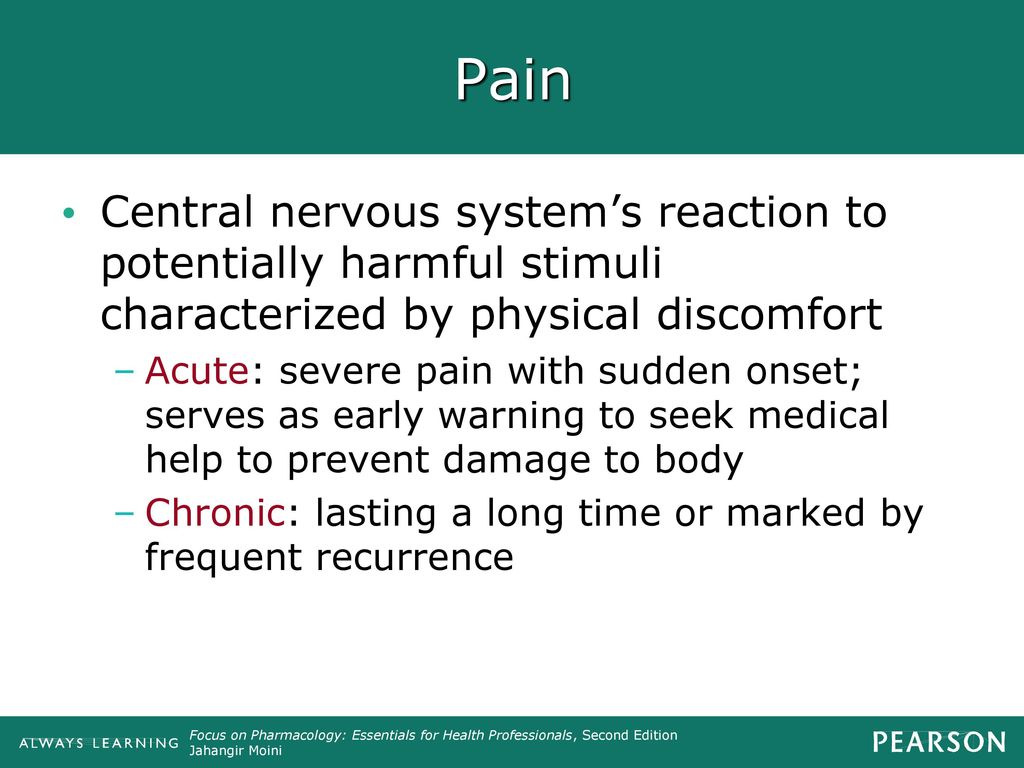 Pain
• Central nervous system’s reaction to
potentially harmful stimuli
characterized by physical discomfort
– Acute: severe pain with sudden onset;
serves as early warning to seek medical
help to prevent damage to body
– Chronic: lasting a long time or marked by
frequent recurrence
ALWAYS LEARNING
Focus on Pharmacology: Essentials for Health Professionals, Second Edition
Jahangir Moini
PEARSON